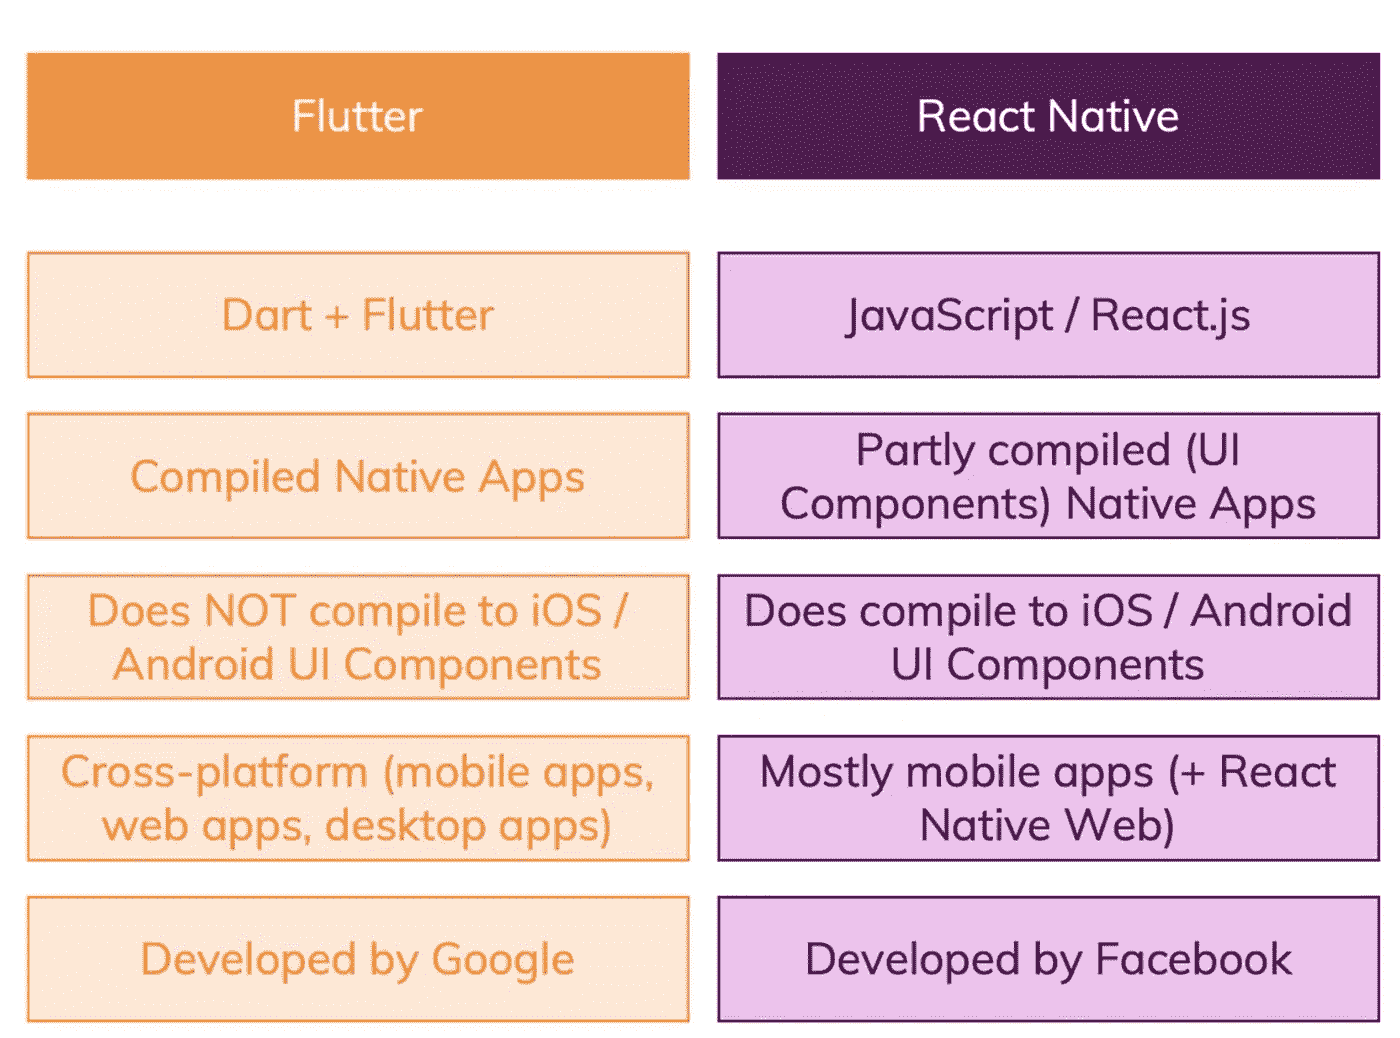 Flutter
React Native
Dart + Flutter
JavaScript / React.js
Compiled Native Apps
Partly compiled (UI
Components) Native Apps
Does NOT compile to iOS /
Android UI Components
Does compile to iOS / Android
UI Components
Cross-platform (mobile apps,
web apps, desktop apps)
Mostly mobile apps (+ React
Native Web)
Developed by Google
Developed by Facebook